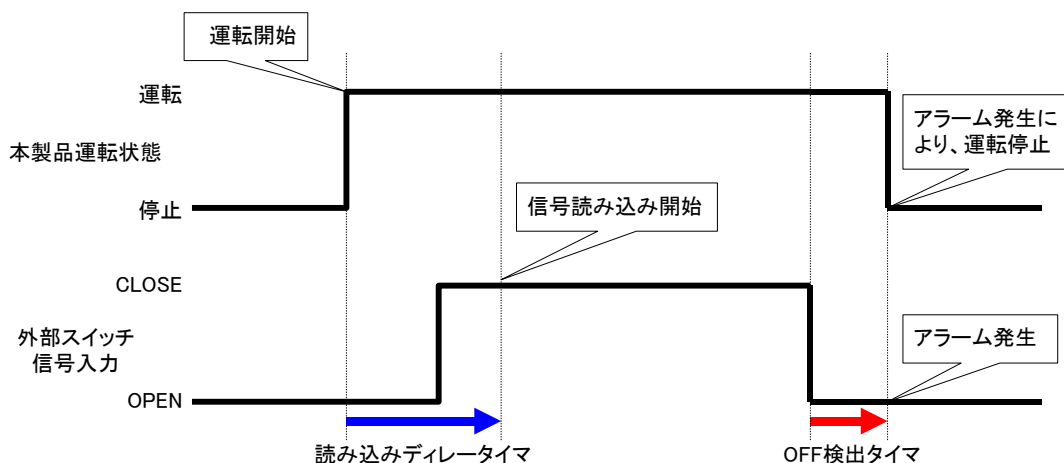 運転開始
運転
本製品運転状態
停止
アラーム発生に
より、運転停止
信号読み込み開始
CLOSE
外部スイッチ
信号入力
OPEN
アラーム発生
読み込みディレータイマ
OFF検出タイマ